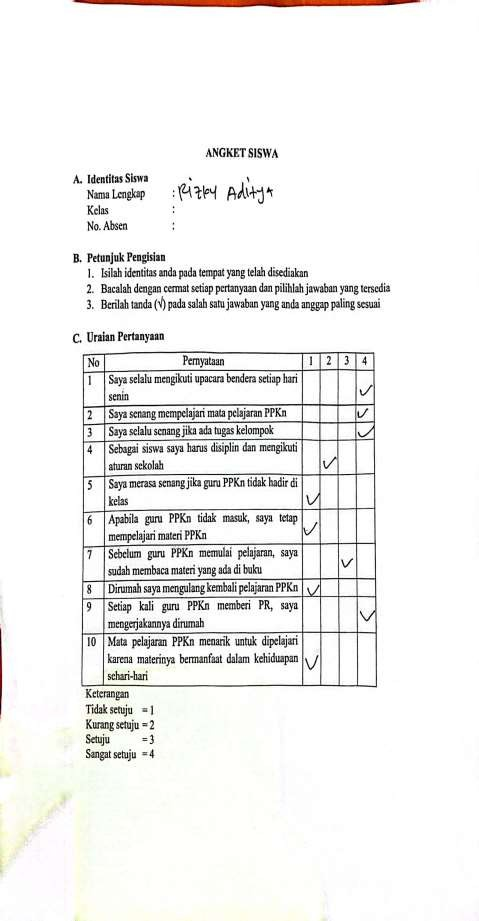 ANGKET SISWA
A. Identitas Siswa
Nama Lengkap : Rizky Aditya
Kelas :
No. Absen :
B. Petunjuk Pengisian
1. Isilah identitas anda pada tempat yang telah disediakan
2. Bacalah dengan cermat setiap pertanyaan dan pilihlah jawaban yang tersedia
3. Berilah tanda (√) pada salah satu jawaban yang anda anggap paling sesuai
C. Uraian Pertanyaan
No Pernyataan 1 2 3 4
1 Saya selalu mengikuti upacara bendera setiap hari
senin ✓
2 Saya senang mempelajari mata pelajaran PPKn ✓
3 Saya selalu senang jika ada tugas kelompok ✓
4 Sebagai siswa saya harus disiplin dan mengikuti
aturan sekolah ✓
5 Saya merasa senang jika guru PPKn tidak hadir di
kelas ✓
6 Apabila guru PPKn tidak masuk, saya tetap
mempelajari materi PPKn ✓
7 Sebelum guru PPKn memulai pelajaran, saya
sudah membaca materi yang ada di buku ✓
8 Dirumah saya mengulang kembali pelajaran PPKn ✓
9 Setiap kali guru PPKn memberi PR, saya
mengerjakannya dirumah ✓
10 Mata pelajaran PPKn menarik untuk dipelajari
karena materinya bermanfaat dalam kehiduapan ✓
sehari-hari
Keterangan
Tidak setuju = 1
Kurang setuju = 2
Setuju = 3
Sangat setuju = 4